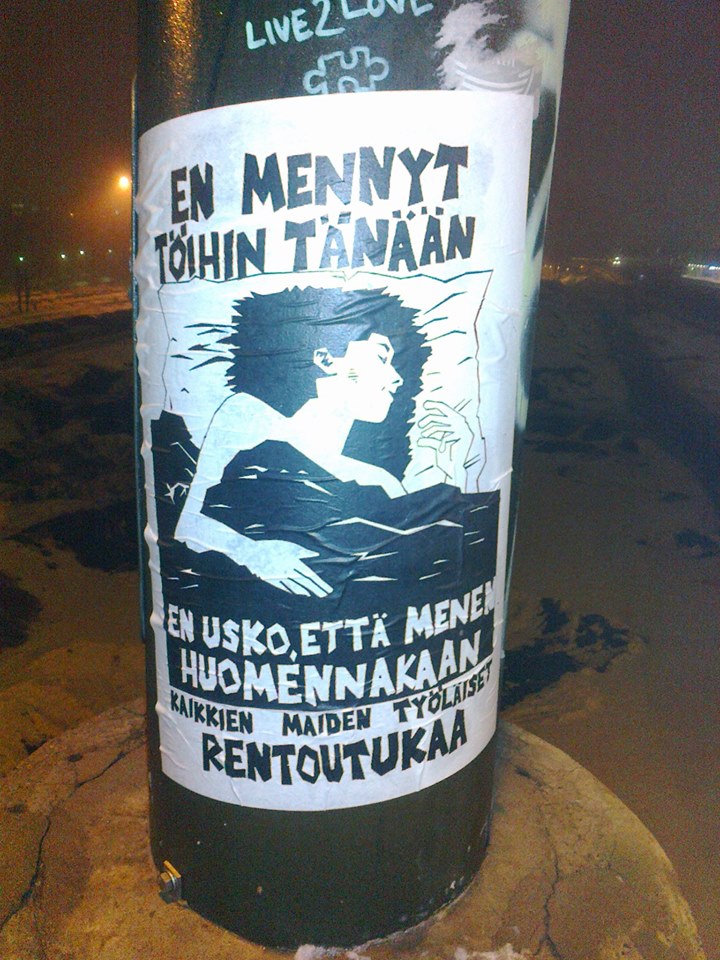 LIVE2LOVE
EN MENNYT
TÖIHIN TÄNÄÄN
EN USKO, ETTÄ MENEN
HUOMENNAKAAN
KAIKKIEN MAIDEN TYÖLÄISET
RENTOUTUKAA